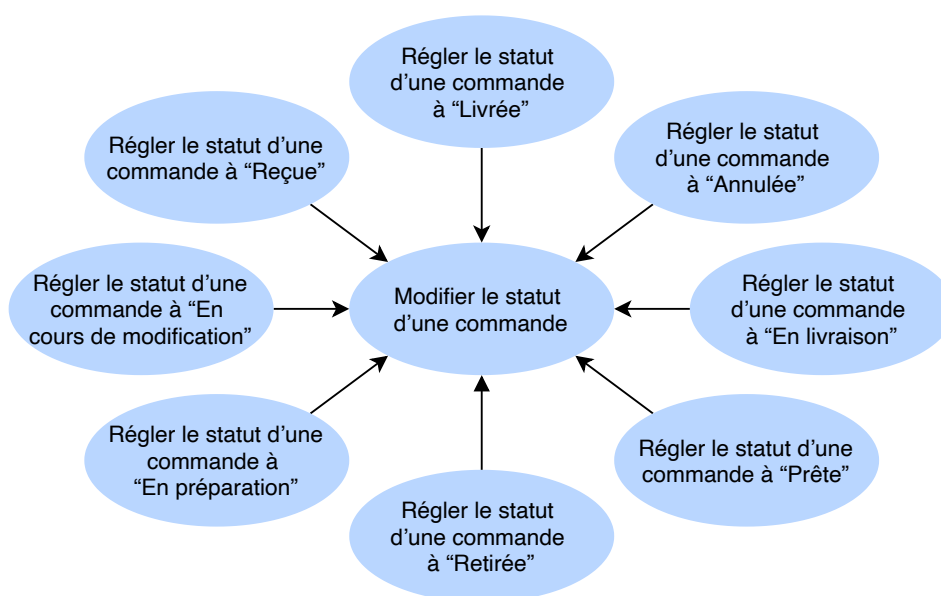 Régler le statut
d’une commande
à “Livrée”
Régler le statut d’une
commande à “Reçue”
Régler le statut
d’une commande
à “Annulée”
Régler le statut d’une
commande à “En
cours de modification”
Modifier le statut
d’une commande
Régler le statut
d’une commande
à “En livraison”
Régler le statut d’une
commande à
“En préparation”
Régler le statut d’une
commande à “Prête”
Régler le statut
d’une commande
à “Retirée”